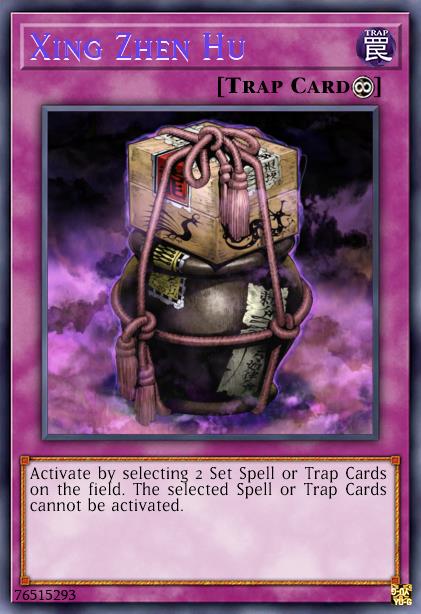 Xing Zhen Hu
TRAP
罠
[Trap Card]
Activate by selecting 2 Set Spell or Trap Cards
on the field. The selected Spell or Trap Cards
cannot be activated.
76515293